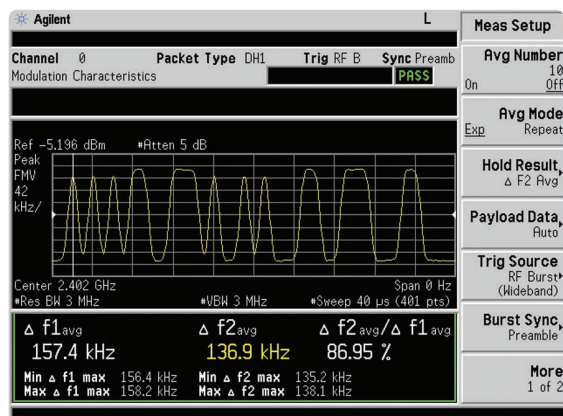 Agilent L Meas Setup
Channel 0 Packet Type DH1 Trig RF B Sync Preamb
Modulation Characteristics PASS
Ref -5.196 dBm #Atten 5 dB
Peak
FMV
42
kHz/
Center 2.402 GHz Span 0 Hz
#Res BW 3 MHz #VBW 3 MHz #Sweep 40 µs (401 pts)
Δ f1avg Δ f2avg Δ f2avg/Δ f1avg
157.4 kHz 136.9 kHz 86.95 %
Min Δ f1 max 156.4 kHz Min Δ f2 max 135.2 kHz
Max Δ f1 max 158.2 kHz Max Δ f2 max 138.1 kHz
Avg Number
10
On Off
Avg Mode
Exp Repeat
Hold Result
Δ F2 Avg
Payload Data
Auto
Trig Source
RF Burst
(Wideband)
Burst Sync
Preamble
More
1 of 2